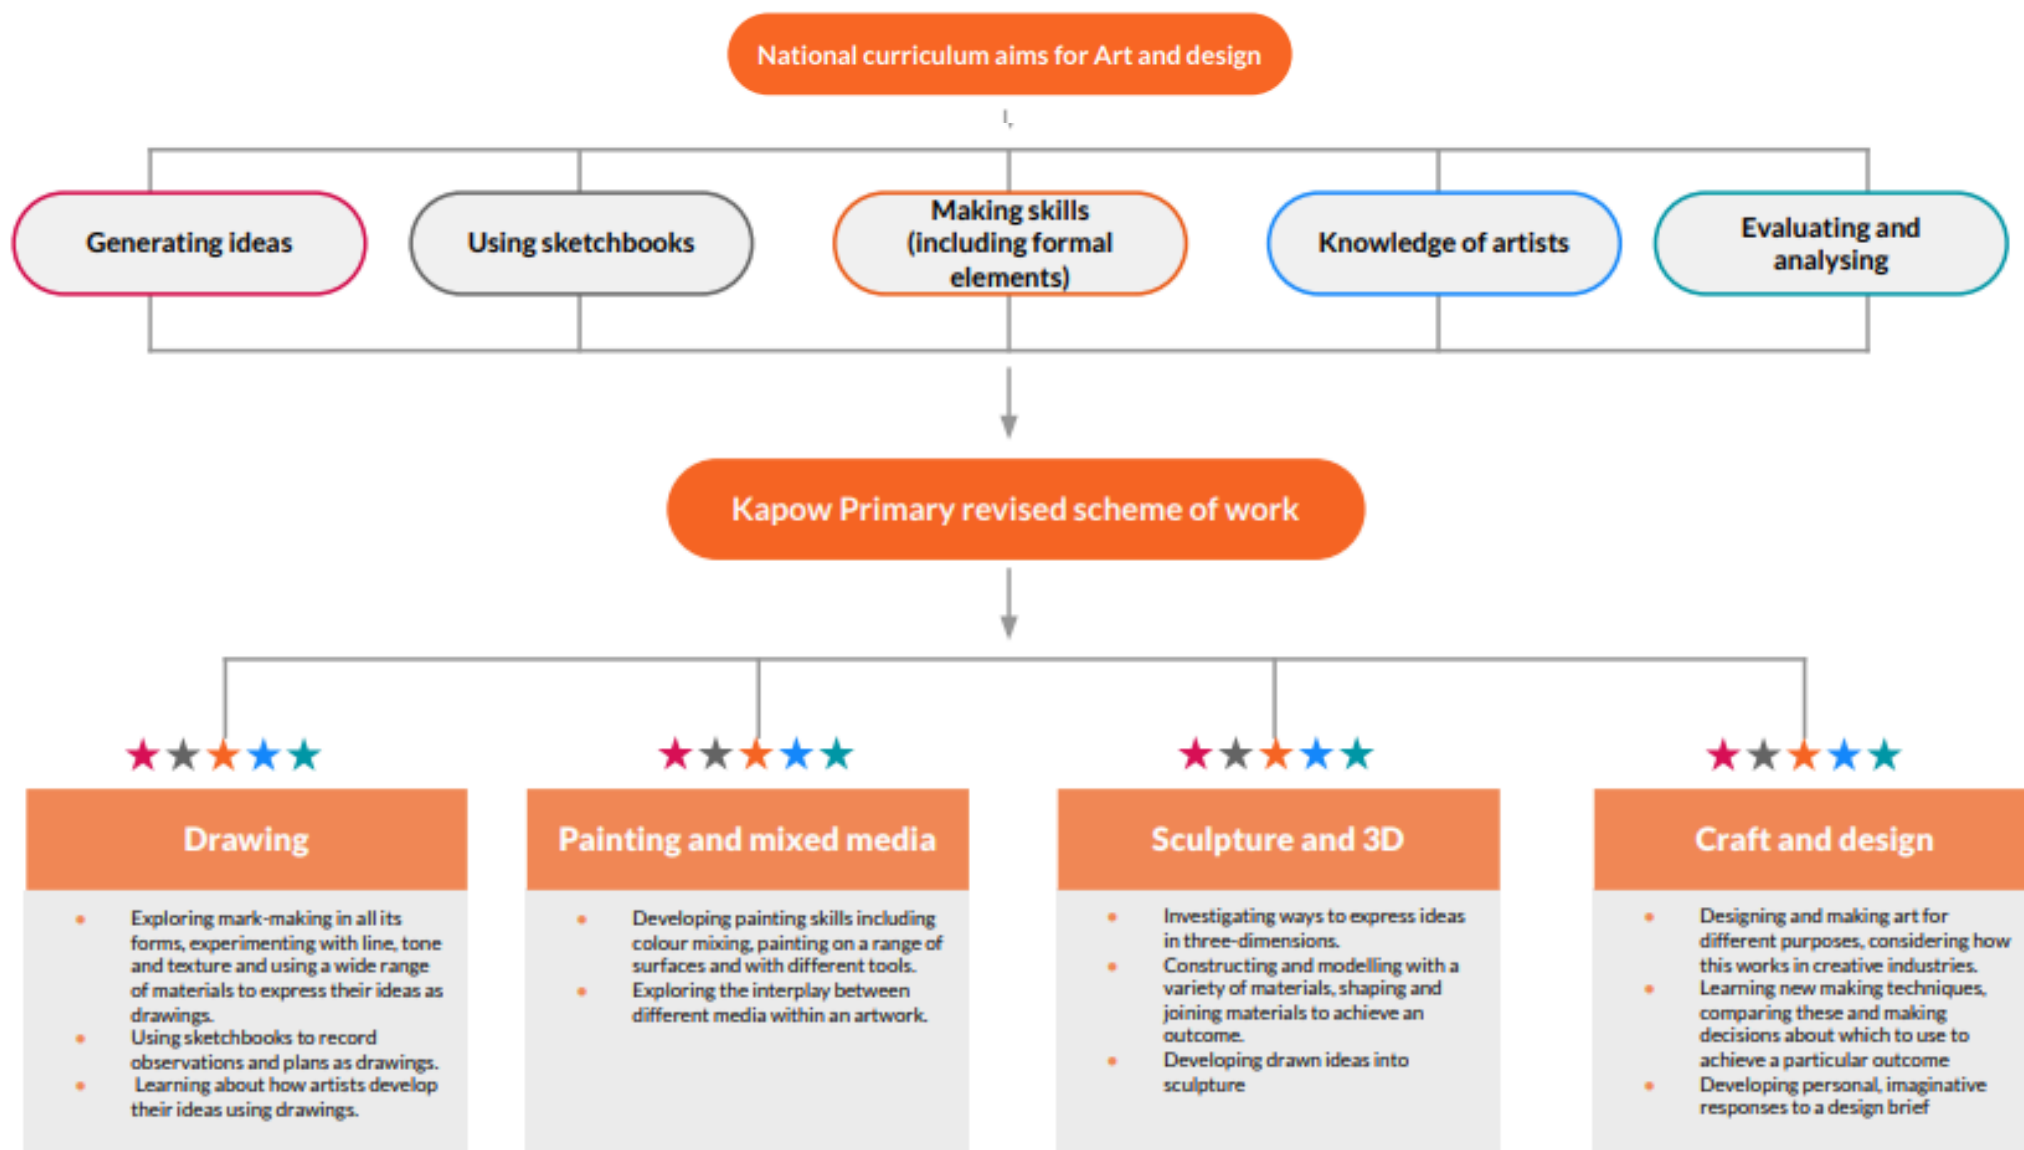 National curriculum aims for Art and design
Generating ideas
Using sketchbooks
Making skills
(including formal
elements)
Knowledge of artists
Evaluating and
analysing
Kapow Primary revised scheme of work
Drawing
• Exploring mark-making in all its
forms, experimenting with line, tone
and texture and using a wide range
of materials to express their ideas as
drawings.
• Using sketchbooks to record
observations and plans as drawings.
• Learning about how artists develop
their ideas using drawings.
Painting and mixed media
• Developing painting skills including
colour mixing, painting on a range of
surfaces and with different tools.
• Exploring the interplay between
different media within an artwork.
Sculpture and 3D
• Investigating ways to express ideas
in three-dimensions.
• Constructing and modelling with a
variety of materials, shaping and
joining materials to achieve an
outcome.
• Developing drawn ideas into
sculpture
Craft and design
• Designing and making art for
different purposes, considering how
this works in creative industries.
• Learning new making techniques,
comparing these and making
decisions about which to use to
achieve a particular outcome
• Developing personal, imaginative
responses to a design brief